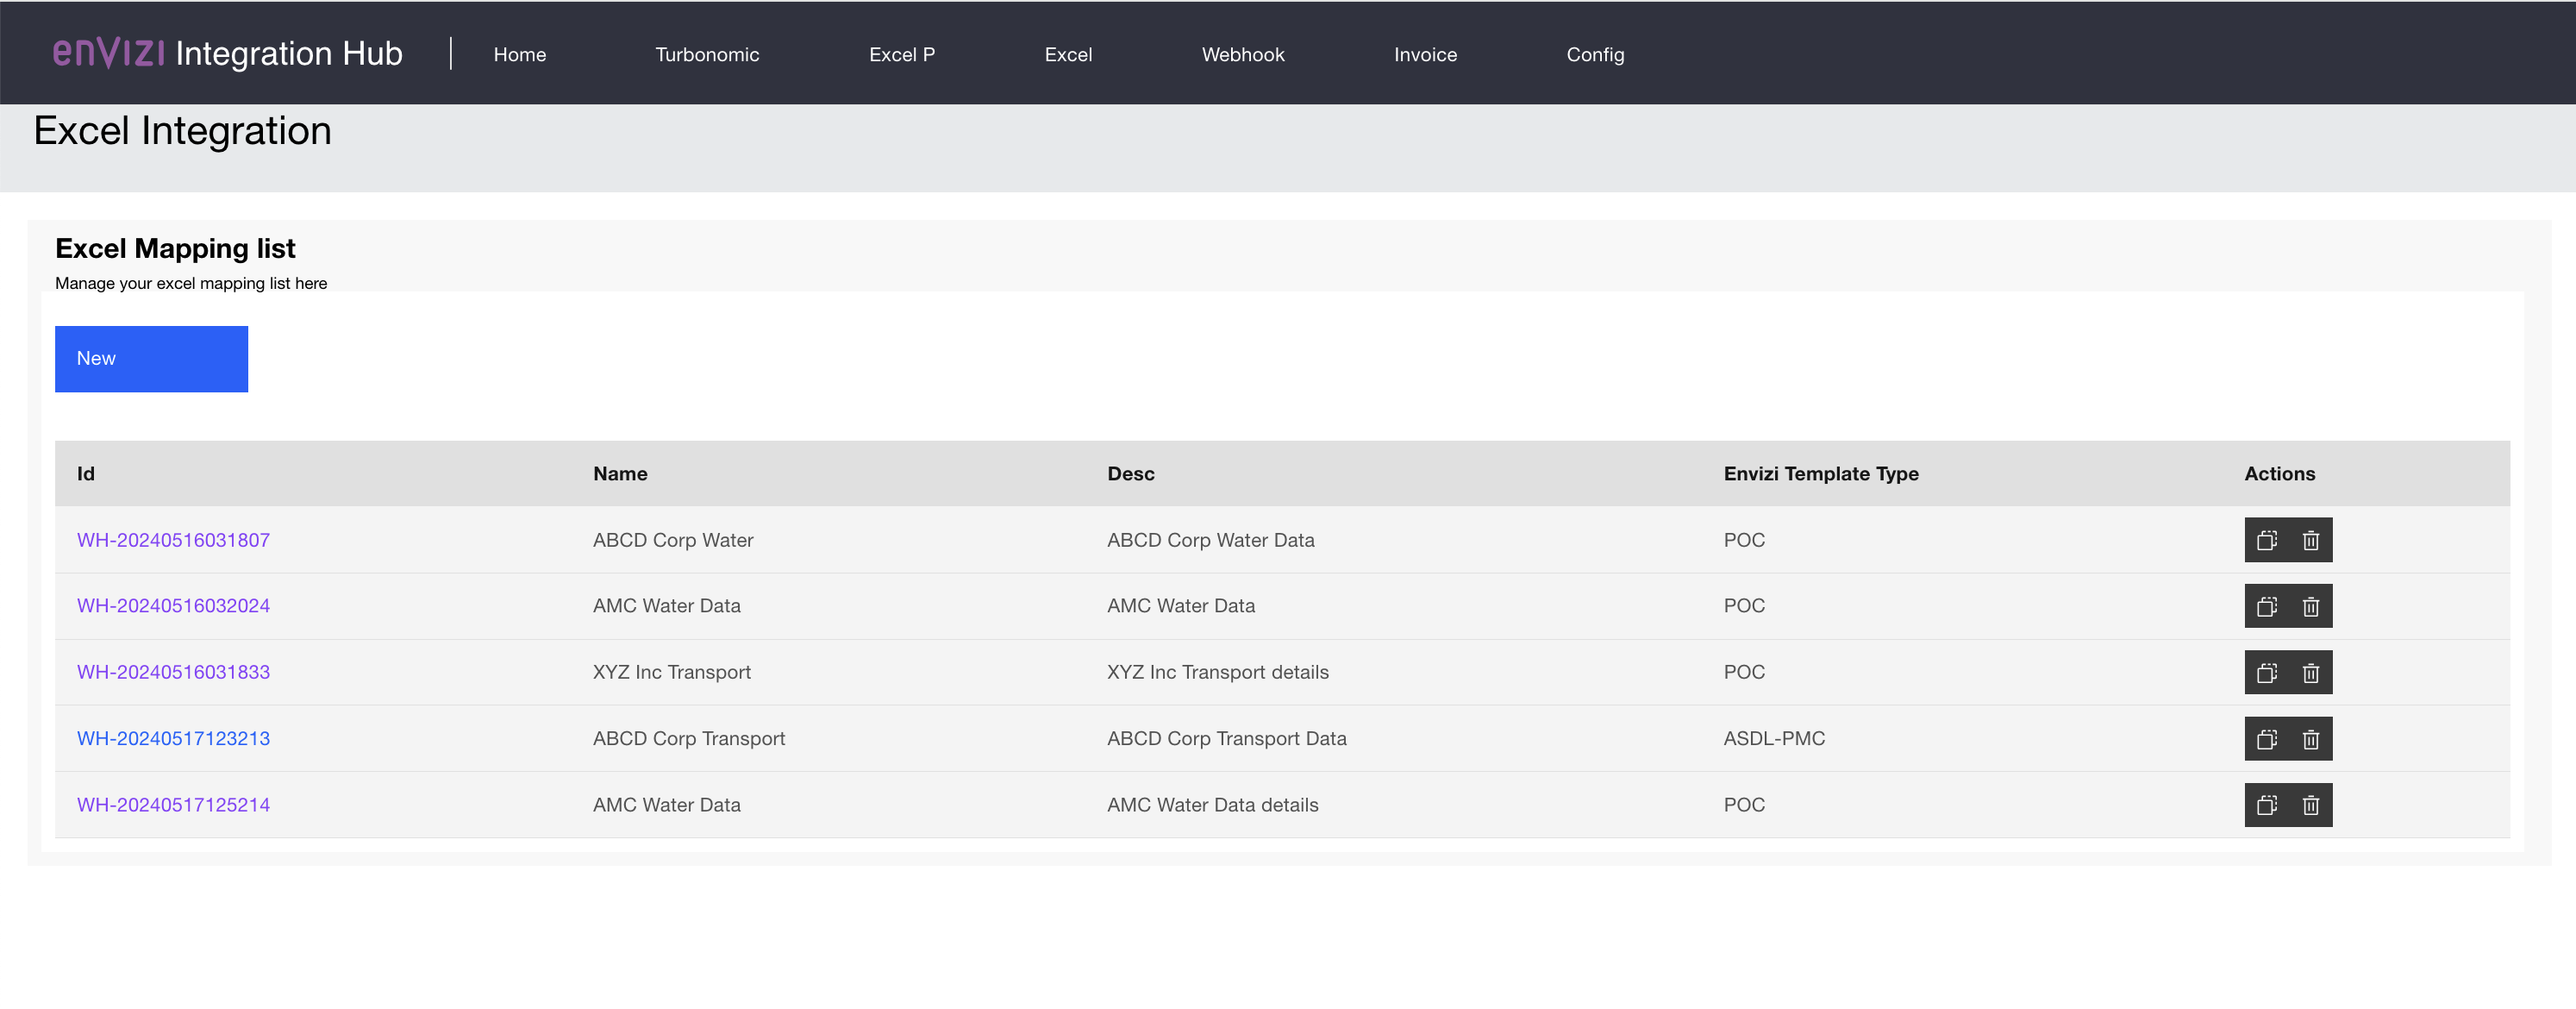 enVIZI Integration Hub Home Turbonomic Excel P Excel Webhook Invoice Config
Excel Integration
Excel Mapping list
Manage your excel mapping list here
New
Id Name Desc Envizi Template Type Actions
WH-20240516031807 ABCD Corp Water ABCD Corp Water Data POC
WH-20240516032024 AMC Water Data AMC Water Data POC
WH-20240516031833 XYZ Inc Transport XYZ Inc Transport details POC
WH-20240517123213 ABCD Corp Transport ABCD Corp Transport Data ASDL-PMC
WH-20240517125214 AMC Water Data AMC Water Data details POC